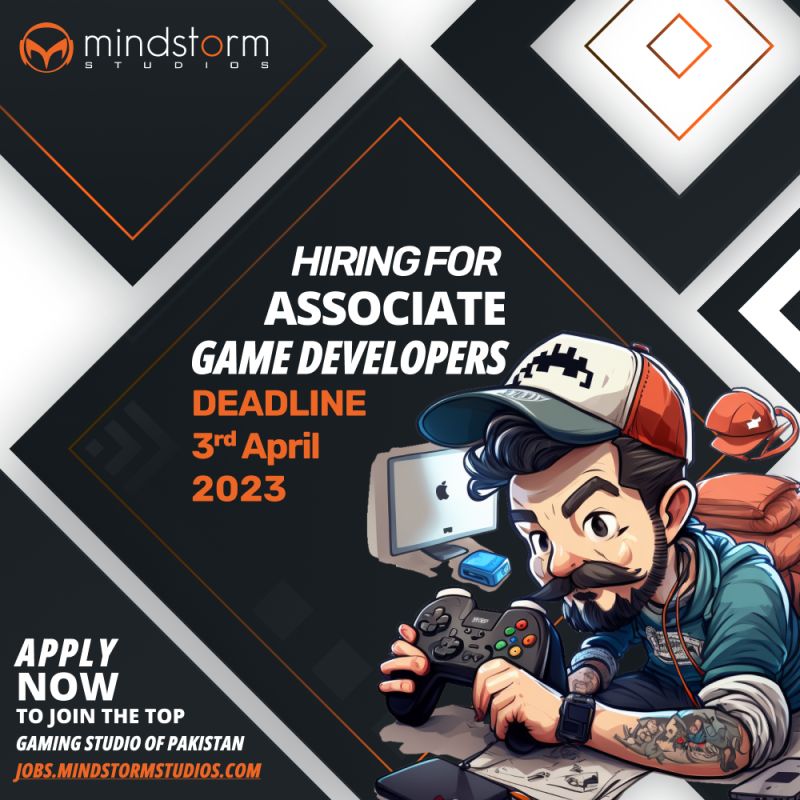 mindstorm
STUDIOS
HIRING FOR
ASSOCIATE
GAME DEVELOPERS
DEADLINE
3rd April
2023
APPLY
NOW
TO JOIN THE TOP
GAMING STUDIO OF PAKISTAN
JOBS.MINDSTORMSTUDIOS.COM